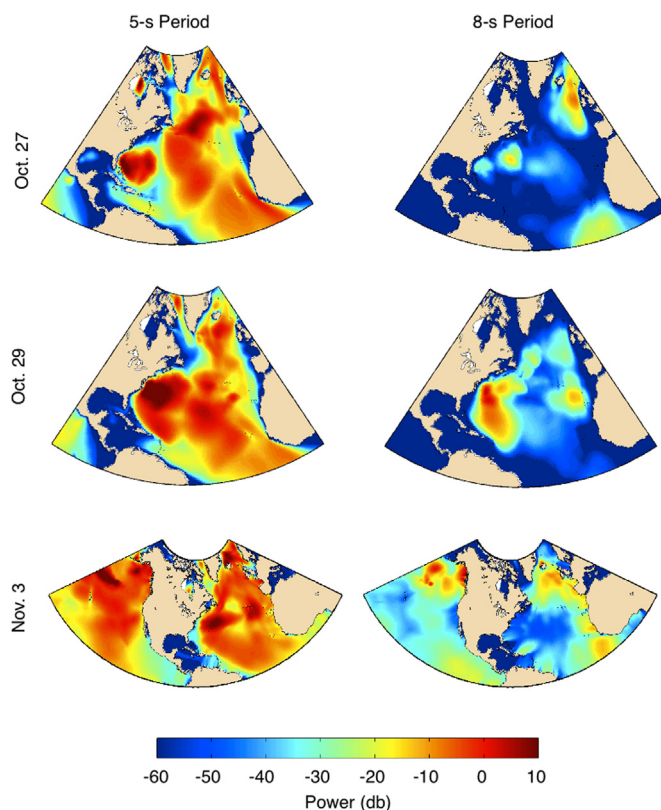 5-s Period
8-s Period
Oct. 27
Oct. 29
Nov. 3
-60
-50
-40
-30
-20
-10
0
10
Power (db)